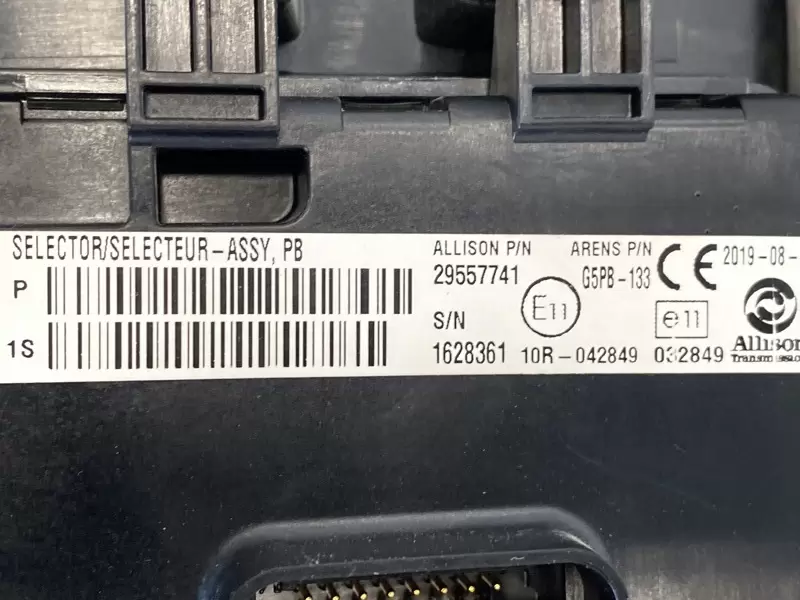 SELECTOR/SELECTEUR-ASSY, PB
P
1S
ALLISON P/N
29557741
S/N
1628361
ARENS P/N
G5PB-133
E11
10R-042849
CE
e11
032849
2019-08-
Allison
Transmission